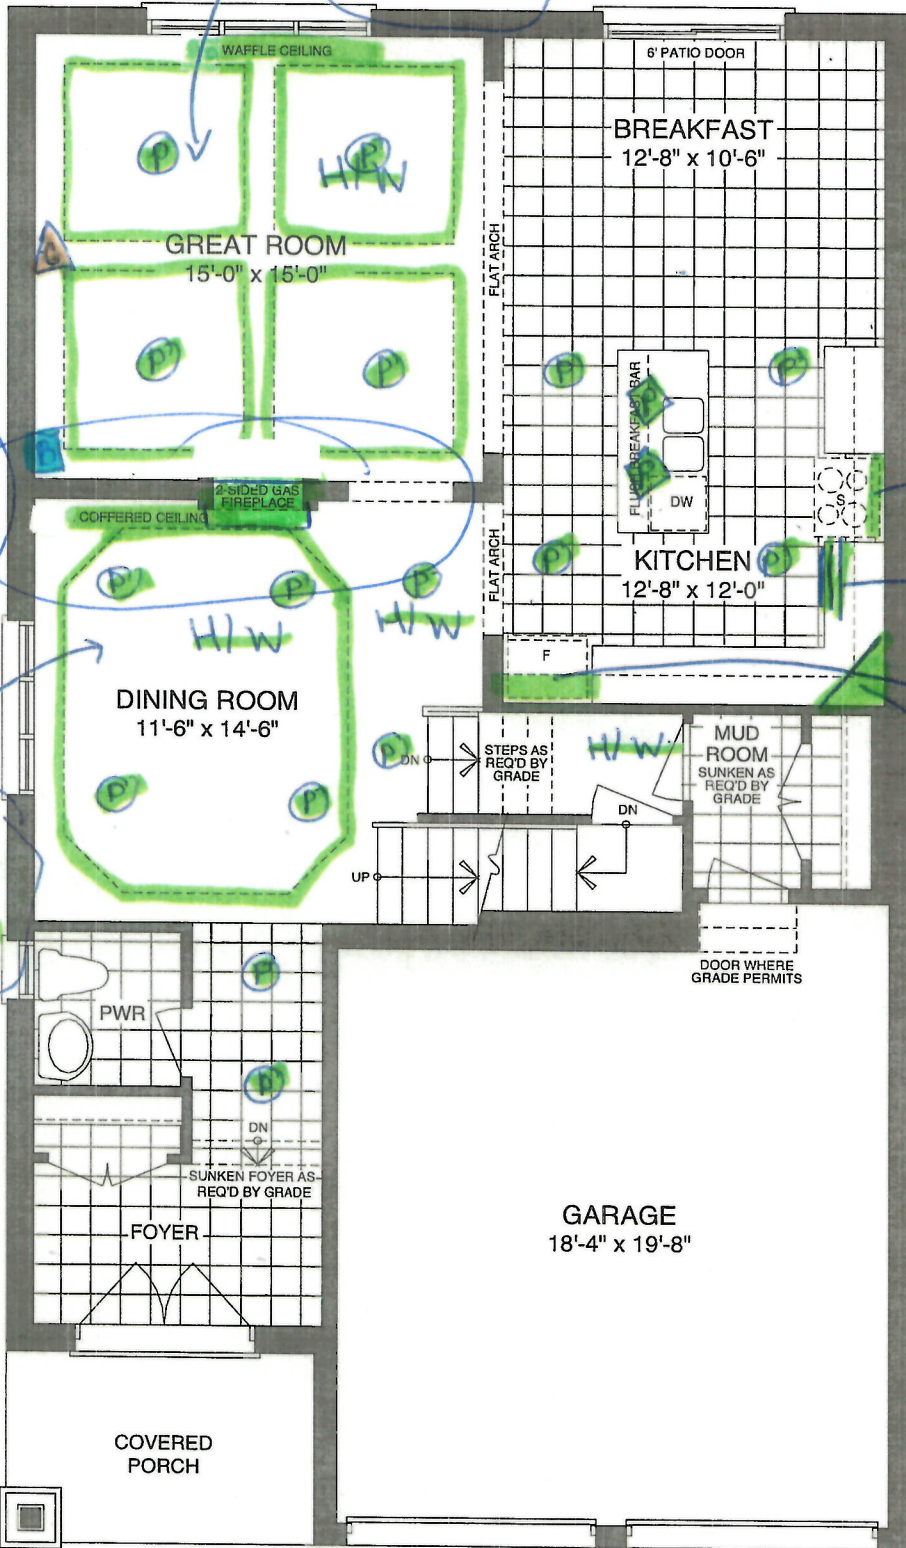 WAFFLE CEILING
6' PATIO DOOR
BREAKFAST
12'-8" x 10'-6"
P
P
H/W
GREAT ROOM
15'-0" x 15'-0"
FLAT ARCH
P
P
P
P
FLUSH BREAKFAST BAR
B
2-SIDED GAS
FIREPLACE
DW
S
COFFERED CEILING
FLAT ARCH
P
P
KITCHEN
12'-8" x 12'-0"
P
P
P
H/W
H/W
F
DINING ROOM
11'-6" x 14'-6"
P
DN
STEPS AS
REQ'D BY
GRADE
H/W
MUD
ROOM
SUNKEN AS
REQ'D BY
GRADE
P
P
DN
UP
P
DOOR WHERE
GRADE PERMITS
PWR
P
DN
SUNKEN FOYER AS
REQ'D BY GRADE
FOYER
GARAGE
18'-4" x 19'-8"
COVERED
PORCH